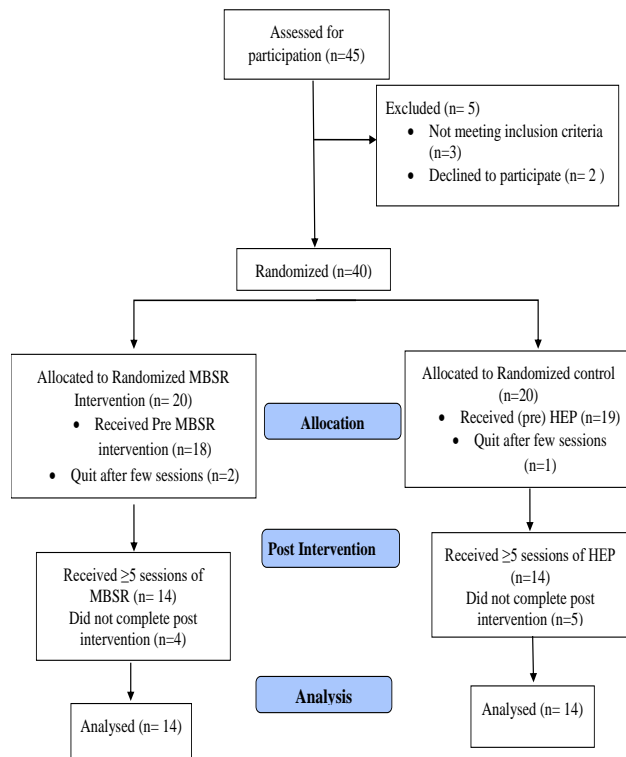 Assessed for
participation (n=45)
Excluded (n= 5)
• Not meeting inclusion criteria
(n=3)
• Declined to participate (n= 2 )
Randomized (n=40)
Allocated to Randomized MBSR
Intervention (n= 20)
• Received Pre MBSR
intervention (n=18)
• Quit after few sessions (n=2)
Allocation
Allocated to Randomized control
(n=20)
• Received (pre) HEP (n=19)
• Quit after few sessions
(n=1)
Post Intervention
Received ≥5 sessions of
MBSR (n= 14)
Did not complete post
intervention (n=4)
Received ≥5 sessions of HEP
(n=14)
Did not complete post
intervention (n=5)
Analysis
Analysed (n= 14)
Analysed (n= 14)